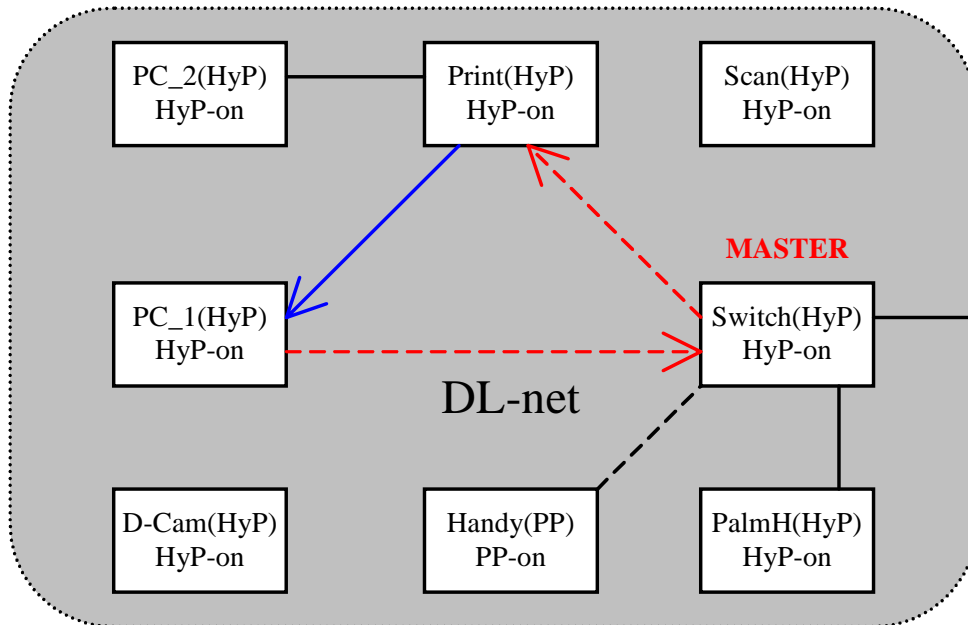 PC_2(HyP)
HyP-on
Print(HyP)
HyP-on
Scan(HyP)
HyP-on
MASTER
PC_1(HyP)
HyP-on
Switch(HyP)
HyP-on
DL-net
D-Cam(HyP)
HyP-on
Handy(PP)
PP-on
PalmH(HyP)
HyP-on